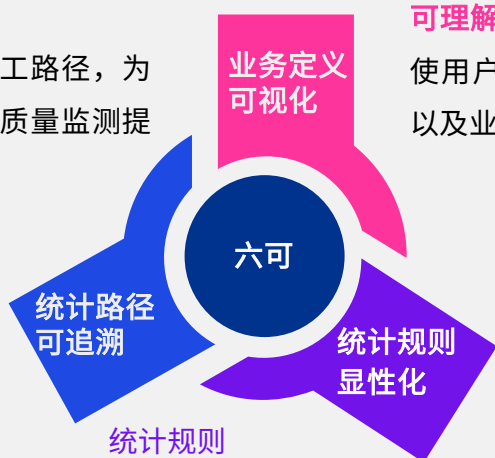 可理解
工路径，为
使用户
质量监测提
以及业
业务定义
可视化
六可
统计路径
可追溯
统计规则
显性化
统计规则